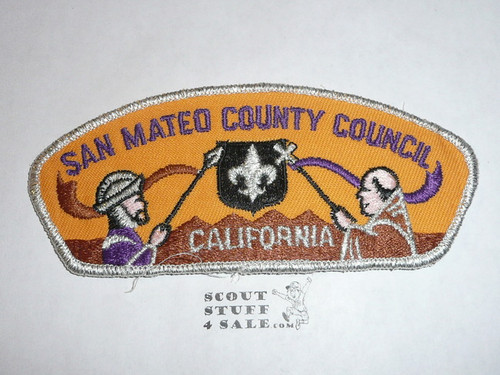 SAN MATEO COUNTY COUNCIL
CALIFORNIA
SCOUT
STUFF
4 SALE.com